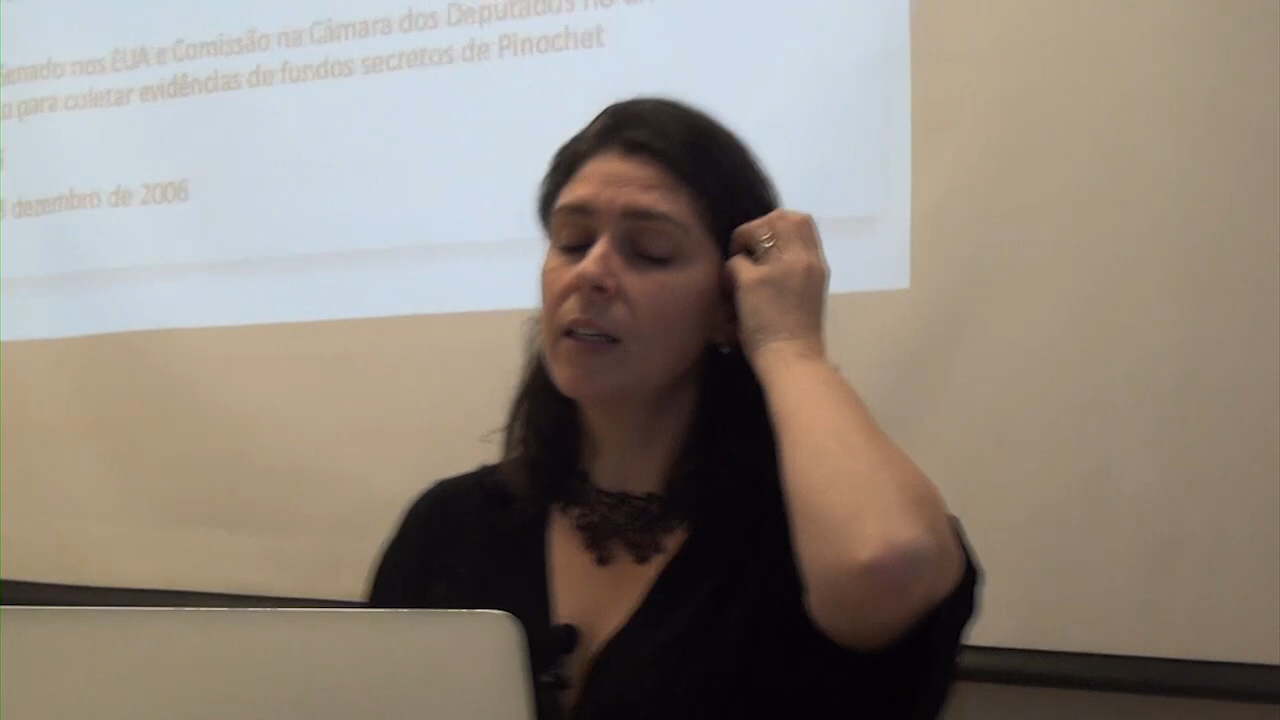 Senado nos EUA e Comissão na Câmara dos Deputados no
para coletar evidências de fundos secretos de Pinochet
dezembro de 2006